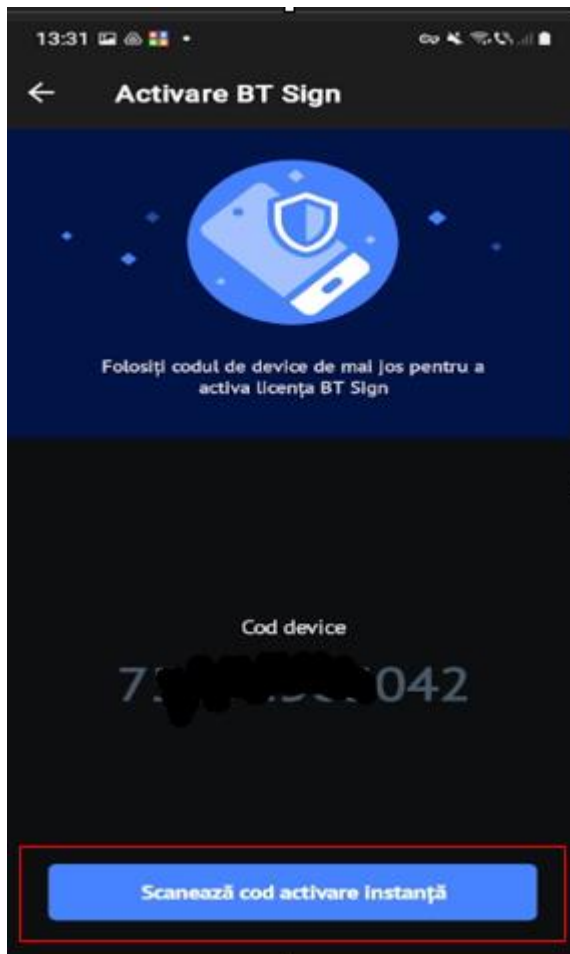 13:31
Activare BT Sign
Folosiți codul de device de mai jos pentru a
activa licența BT Sign
Cod device
042
Scanează cod activare instanță